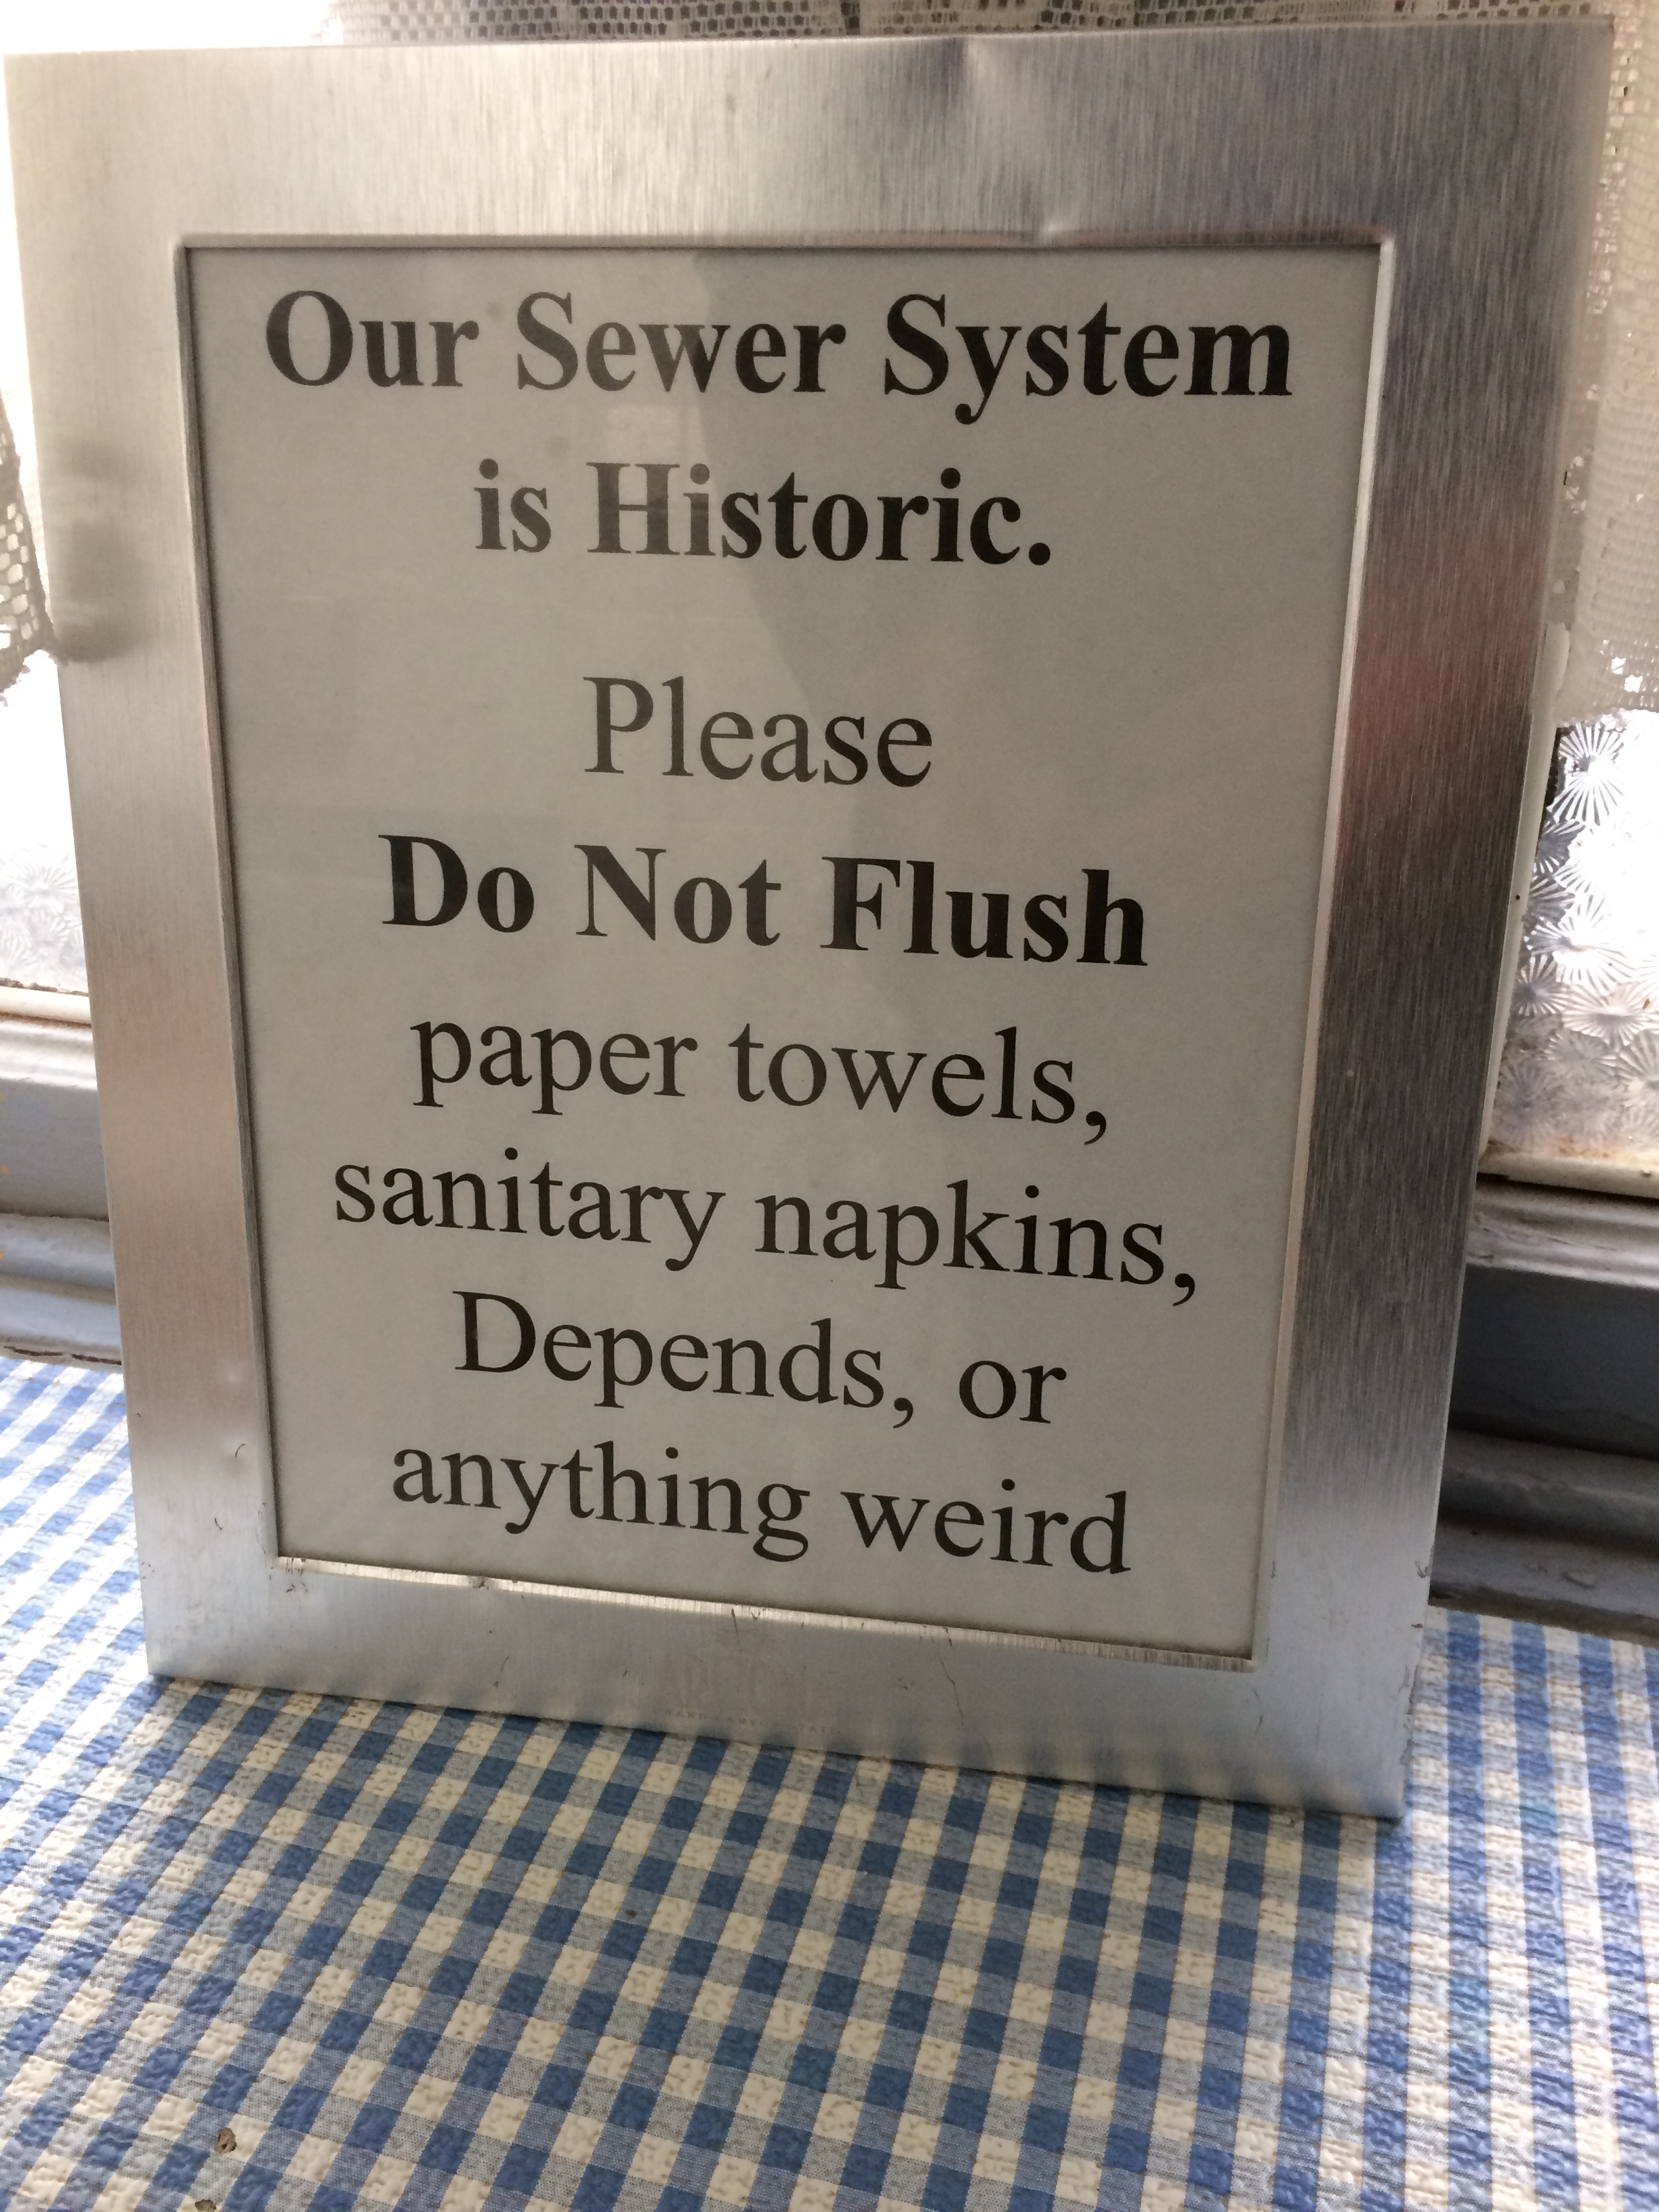 Our Sewer System
is Historic.
Please
Do Not Flush
paper towels,
sanitary napkins,
Depends, or
anything weird